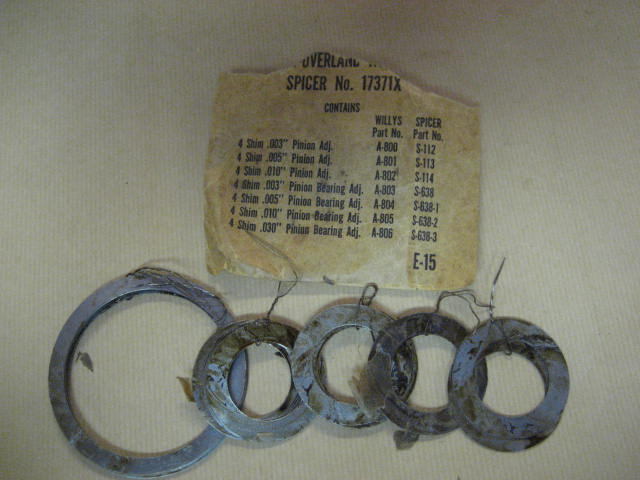 OVERLAND
SPICER No. 17371X
CONTAINS
WILLYS SPICER
Part No. Part No.
4 Shim .003" Pinion Adj. A-800 S-112
4 Shim .005" Pinion Adj. A-801 S-113
4 Shim .010" Pinion Adj. A-802 S-114
4 Shim .003" Pinion Bearing Adj. A-803 S-638
4 Shim .005" Pinion Bearing Adj. A-804 S-638-1
4 Shim .010" Pinion Bearing Adj. A-805 S-638-2
4 Shim .030" Pinion Bearing Adj. A-806 S-638-3
E-15